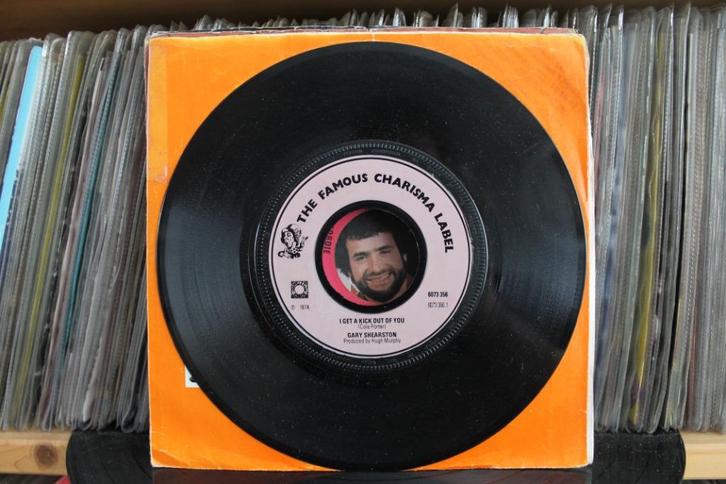 THE FAMOUS CHARISMA LABEL
6073 356
℗ 1974
I GET A KICK OUT OF YOU
(Cole Porter)
GARY SHEARSTON
Produced by Hugh Murphy